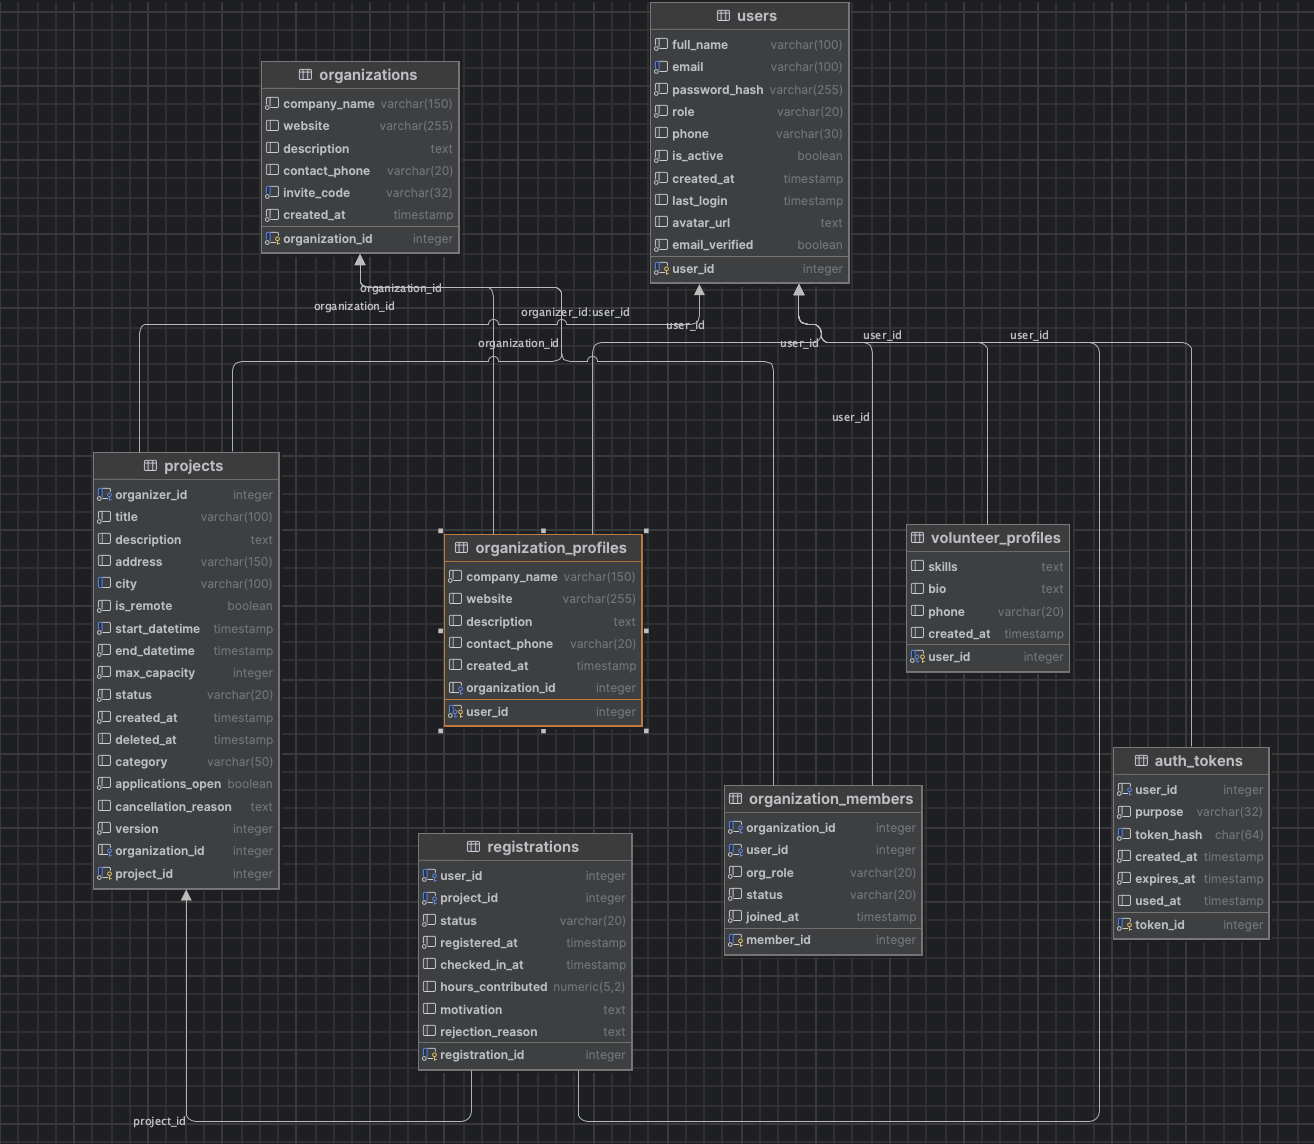 users
full_name varchar(100)
email varchar(100)
password_hash varchar(255)
role varchar(20)
phone varchar(30)
is_active boolean
created_at timestamp
last_login timestamp
avatar_url text
email_verified boolean
user_id integer
organizations
company_name varchar(150)
website varchar(255)
description text
contact_phone varchar(20)
invite_code varchar(32)
created_at timestamp
organization_id integer
organization_id
organization_id
organizer_id:user_id
user_id
organization_id
user_id
user_id
user_id
user_id
projects
organizer_id integer
title varchar(100)
description text
address varchar(150)
city varchar(100)
is_remote boolean
start_datetime timestamp
end_datetime timestamp
max_capacity integer
status varchar(20)
created_at timestamp
deleted_at timestamp
category varchar(50)
applications_open boolean
cancellation_reason text
version integer
organization_id integer
project_id integer
organization_profiles
company_name varchar(150)
website varchar(255)
description text
contact_phone varchar(20)
created_at timestamp
organization_id integer
user_id integer
volunteer_profiles
skills text
bio text
phone varchar(20)
created_at timestamp
user_id integer
auth_tokens
user_id integer
purpose varchar(32)
token_hash char(64)
created_at timestamp
expires_at timestamp
used_at timestamp
token_id integer
organization_members
organization_id integer
user_id integer
org_role varchar(20)
status varchar(20)
joined_at timestamp
member_id integer
registrations
user_id integer
project_id integer
status varchar(20)
registered_at timestamp
checked_in_at timestamp
hours_contributed numeric(5,2)
motivation text
rejection_reason text
registration_id integer
project_id